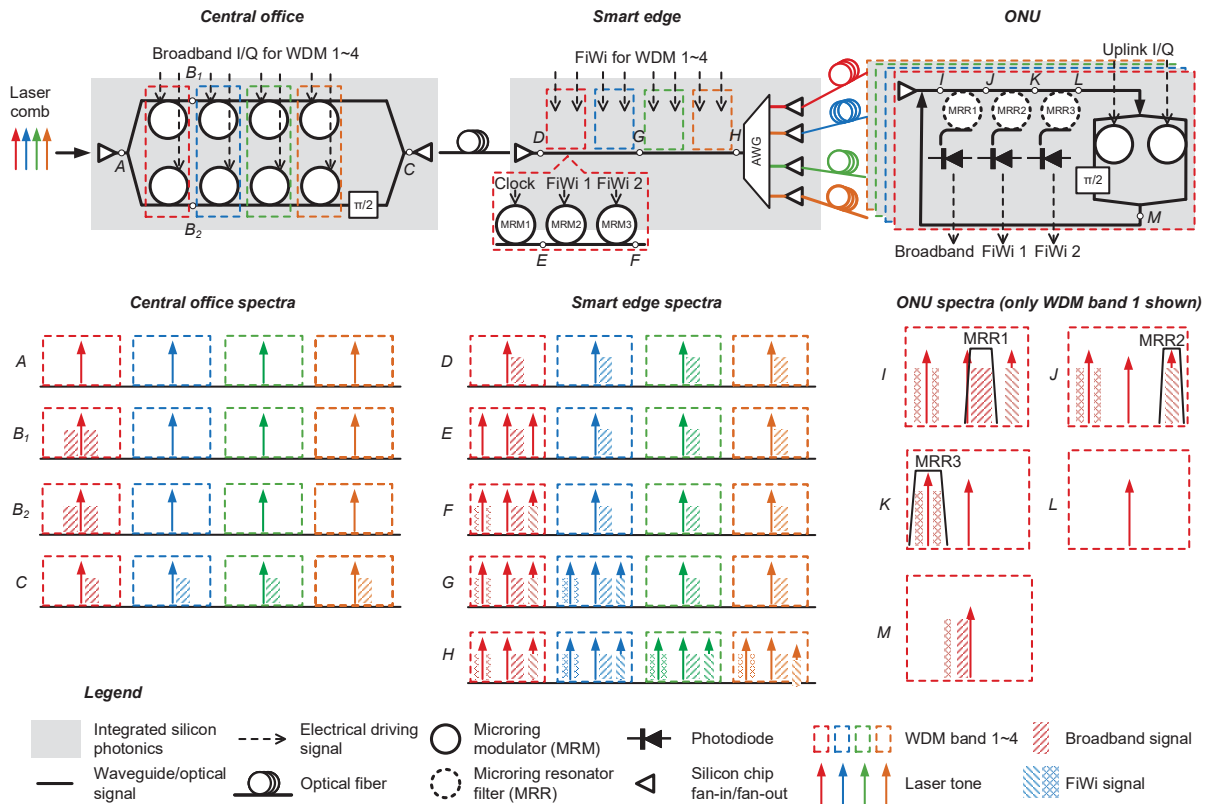 Central office
Smart edge
ONU
Broadband I/Q for WDM 1~4
FiWi for WDM 1~4
Uplink I/Q
Laser
comb
B1
B2
A
C
π/2
D
G
H
AWG
Clock
FiWi 1
FiWi 2
MRM1
MRM2
MRM3
E
F
I
J
K
L
MRR1
MRR2
MRR3
π/2
M
Broadband
FiWi 1
FiWi 2
Central office spectra
Smart edge spectra
ONU spectra (only WDM band 1 shown)
A
B1
B2
C
D
E
F
G
H
I
MRR1
J
MRR2
K
MRR3
L
M
Legend
Integrated silicon
photonics
Electrical driving
signal
Microring
modulator (MRM)
Photodiode
WDM band 1~4
Broadband signal
Waveguide/optical
signal
Optical fiber
Microring resonator
filter (MRR)
Silicon chip
fan-in/fan-out
Laser tone
FiWi signal